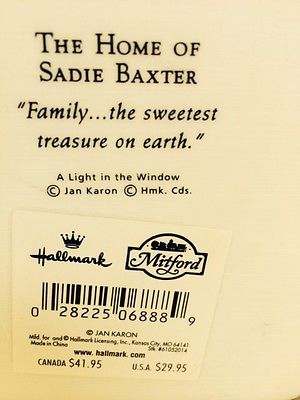 THE HOME OF
SADIE BAXTER
"Family...the sweetest
treasure on earth."
A Light in the Window
© Jan Karon © Hmk. Cds.
Hallmark
Mitford
0 28225 06888 9
© JAN KARON
Mfd. for and © Hallmark Licensing, Inc., Kansas City, MO 64141
Made in China
Stk. #61052014
www.hallmark.com
CANADA $41.95 U.S.A. $29.95